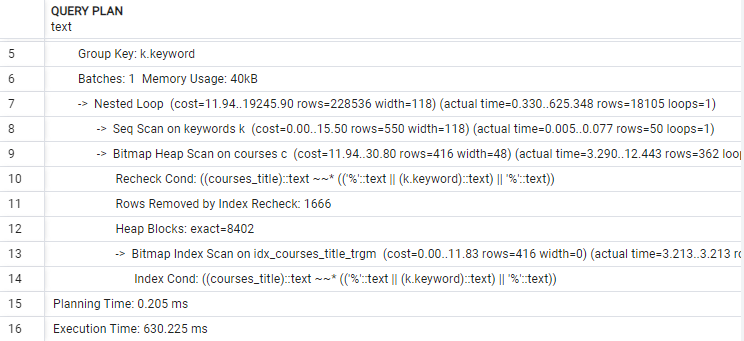 QUERY PLAN
text
5 Group Key: k.keyword
6 Batches: 1 Memory Usage: 40kB
7 -> Nested Loop (cost=11.94..19245.90 rows=228536 width=118) (actual time=0.330..625.348 rows=18105 loops=1)
8 -> Seq Scan on keywords k (cost=0.00..15.50 rows=550 width=118) (actual time=0.005..0.077 rows=50 loops=1)
9 -> Bitmap Heap Scan on courses c (cost=11.94..30.80 rows=416 width=48) (actual time=3.290..12.443 rows=362
10 Recheck Cond: ((courses_title)::text ~~* (('%'::text || (k.keyword)::text) || '%'::text))
11 Rows Removed by Index Recheck: 1666
12 Heap Blocks: exact=8402
13 -> Bitmap Index Scan on idx_courses_title_trgm (cost=0.00..11.83 rows=416 width=0) (actual time=3.213..3.213
14 Index Cond: ((courses_title)::text ~~* (('%'::text || (k.keyword)::text) || '%'::text))
15 Planning Time: 0.205 ms
16 Execution Time: 630.225 ms